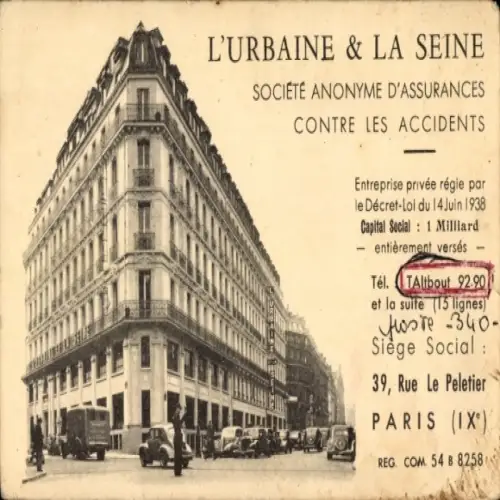 L'URBAINE & LA SEINE
SOCIÉTÉ ANONYME D'ASSURANCES
CONTRE LES ACCIDENTS
Entreprise privée régie par
le Décret-Loi du 14 Juin 1938
Capital Social : 1 Milliard
— entièrement versés —
Tél. TAItbout 92-90
et la suite (15 lignes)
poste -340-
Siège Social :
39, Rue Le Peletier
PARIS (IXe)
REG. COM. 54 B 8258